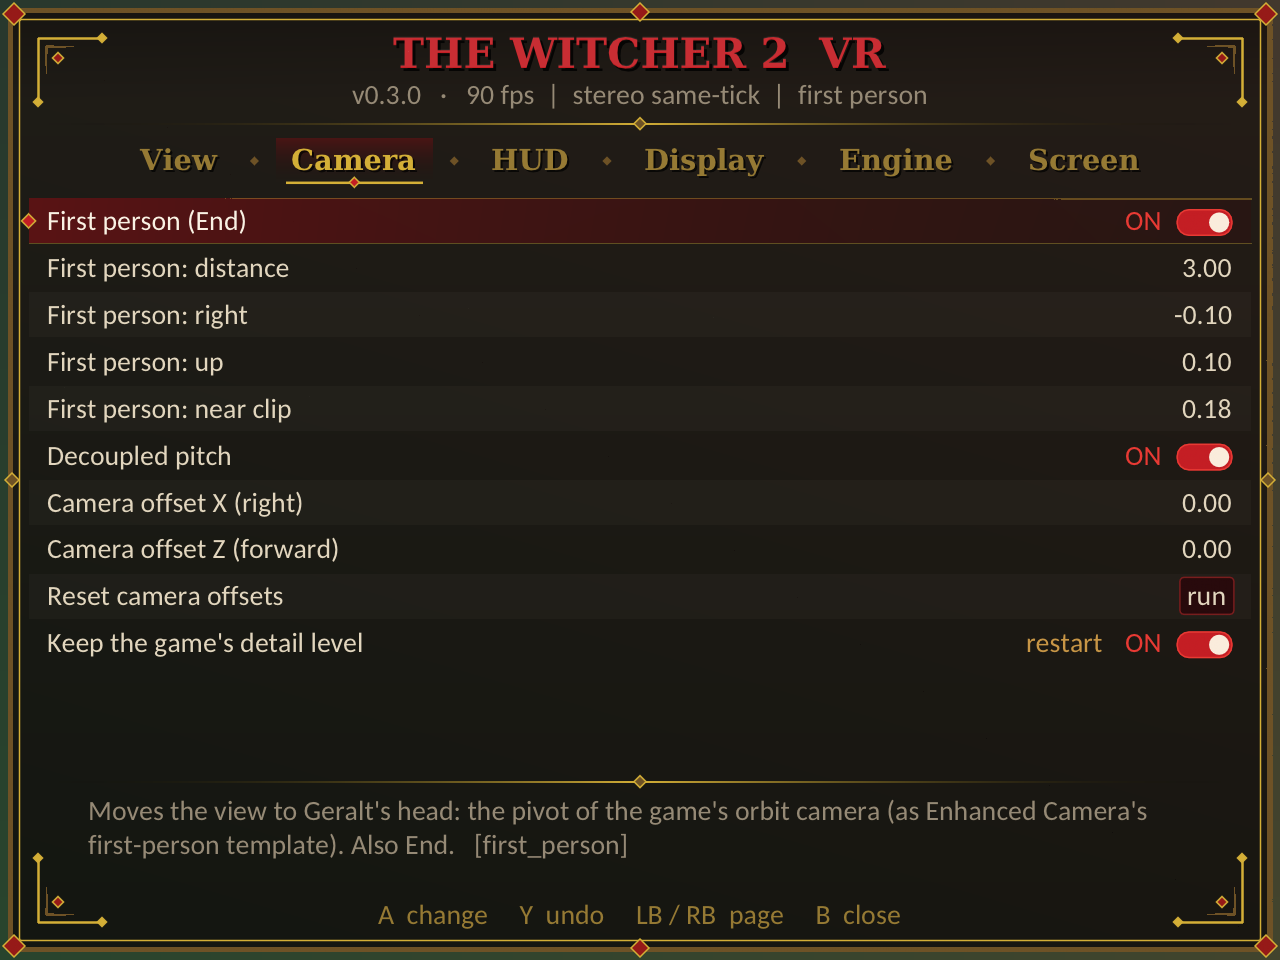 THE WITCHER 2 VR
v0.3.0 · 90 fps | stereo same-tick | first person
View Camera HUD Display Engine Screen
First person (End) ON
First person: distance 3.00
First person: right -0.10
First person: up 0.10
First person: near clip 0.18
Decoupled pitch ON
Camera offset X (right) 0.00
Camera offset Z (forward) 0.00
Reset camera offsets run
Keep the game's detail level restart ON
Moves the view to Geralt's head: the pivot of the game's orbit camera (as Enhanced Camera's
first-person template). Also End. [first_person]
A change Y undo LB / RB page B close